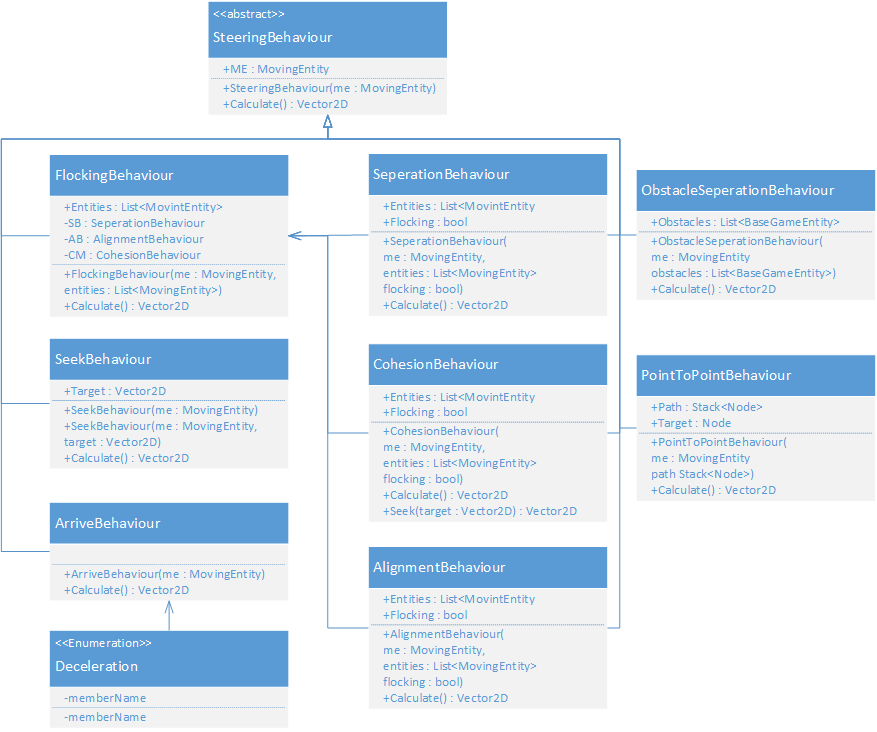 <<abstract>>
SteeringBehaviour
+ME : MovingEntity
+SteeringBehaviour(me : MovingEntity)
+Calculate() : Vector2D
FlockingBehaviour
+Entities : List<MovintEntity>
-SB : SeperationBehaviour
-AB : AlignmentBehaviour
-CM : CohesionBehaviour
+FlockingBehaviour(me : MovingEntity,
entities : List<MovingEntity>)
+Calculate() : Vector2D
SeekBehaviour
+Target : Vector2D
+SeekBehaviour(me : MovingEntity)
+SeekBehaviour(me : MovingEntity,
target : Vector2D)
+Calculate() : Vector2D
ArriveBehaviour
+ArriveBehaviour(me : MovingEntity)
+Calculate() : Vector2D
<<Enumeration>>
Deceleration
-memberName
-memberName
SeperationBehaviour
+Entities : List<MovintEntity
+Flocking : bool
+SeperationBehaviour(
me : MovingEntity,
entities : List<MovingEntity>
flocking : bool)
+Calculate() : Vector2D
CohesionBehaviour
+Entities : List<MovintEntity
+Flocking : bool
+CohesionBehaviour(
me : MovingEntity,
entities : List<MovingEntity>
flocking : bool)
+Calculate() : Vector2D
+Seek(target : Vector2D) : Vector2D
AlignmentBehaviour
+Entities : List<MovintEntity
+Flocking : bool
+AlignmentBehaviour(
me : MovingEntity,
entities : List<MovingEntity>
flocking : bool)
+Calculate() : Vector2D
ObstacleSeperationBehaviour
+Obstacles : List<BaseGameEntity>
+ObstacleSeperationBehaviour(
me : MovingEntity
obstacles : List<BaseGameEntity>)
+Calculate() : Vector2D
PointToPointBehaviour
+Path : Stack<Node>
+Target : Node
+PointToPointBehaviour(
me : MovingEntity
path Stack<Node>)
+Calculate() : Vector2D